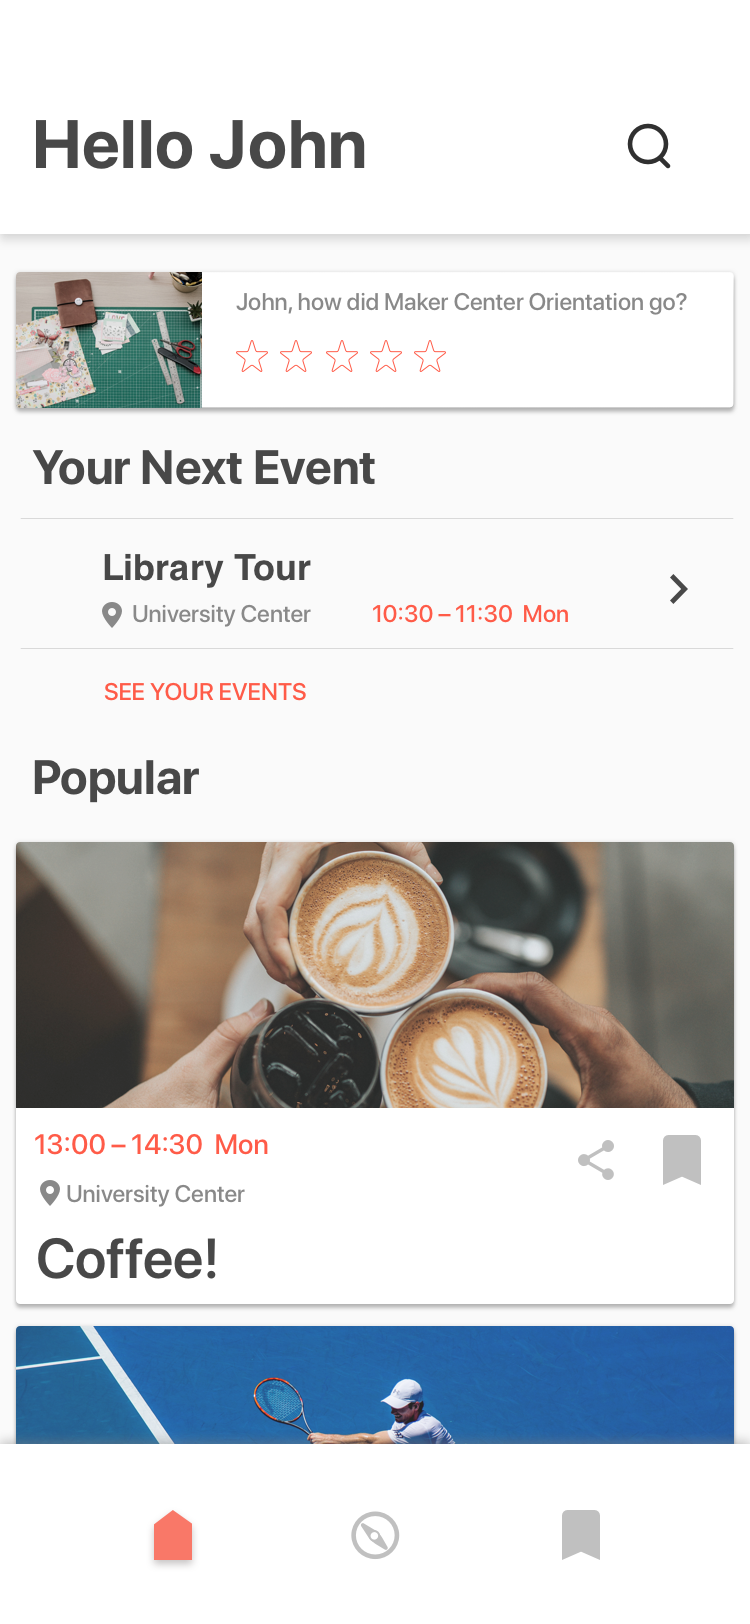 Hello John
John, how did Maker Center Orientation go?
Your Next Event
Library Tour
University Center 10:30 – 11:30 Mon
SEE YOUR EVENTS
Popular
13:00 – 14:30 Mon
University Center
Coffee!